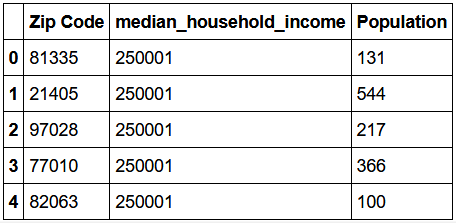 Zip Code median_household_income Population
0 81335 250001 131
1 21405 250001 544
2 97028 250001 217
3 77010 250001 366
4 82063 250001 100